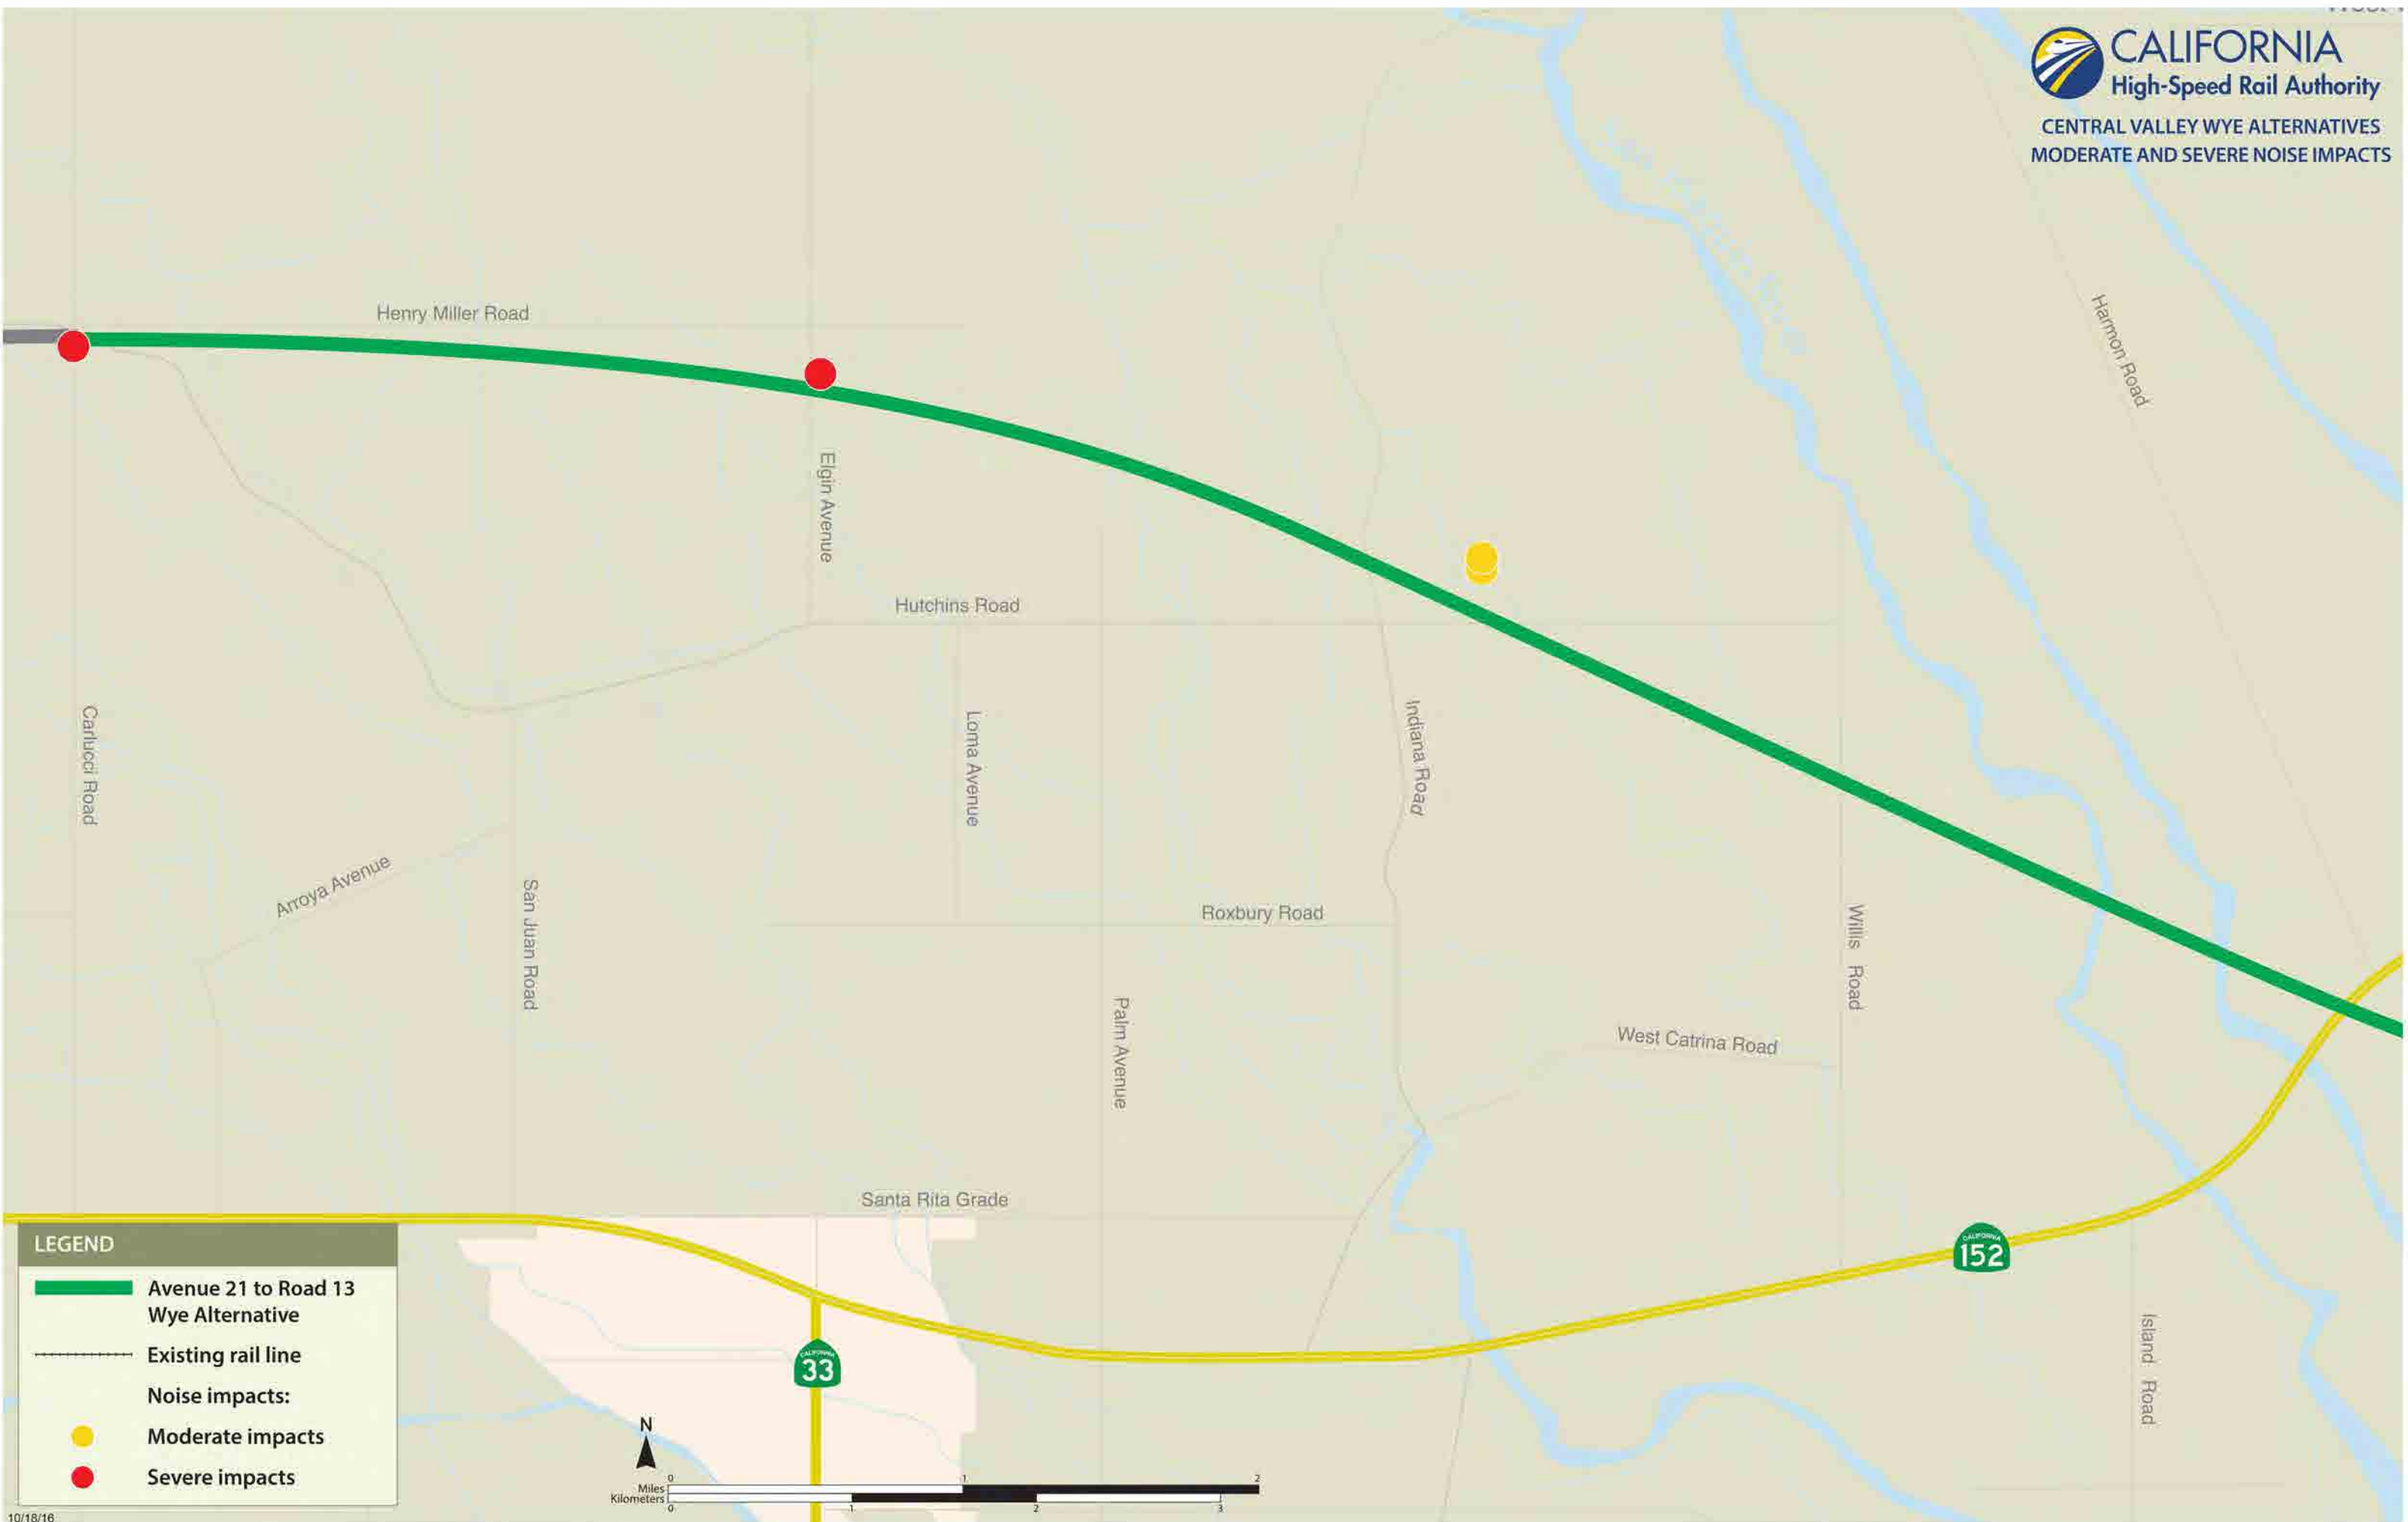 CALIFORNIA
High-Speed Rail Authority
CENTRAL VALLEY WYE ALTERNATIVES
MODERATE AND SEVERE NOISE IMPACTS
Henry Miller Road
Harmon Road
Elgin Avenue
Hutchins Road
Carlucci Road
Loma Avenue
Indiana Road
Arroya Avenue
San Juan Road
Roxbury Road
Willis Road
Palm Avenue
West Catrina Road
Santa Rita Grade
CALIFORNIA
152
CALIFORNIA
33
Island Road
LEGEND
Avenue 21 to Road 13
Wye Alternative
Existing rail line
Noise impacts:
Moderate impacts
Severe impacts
N
0 1 2
Miles
Kilometers
0 1 2 3
10/18/16